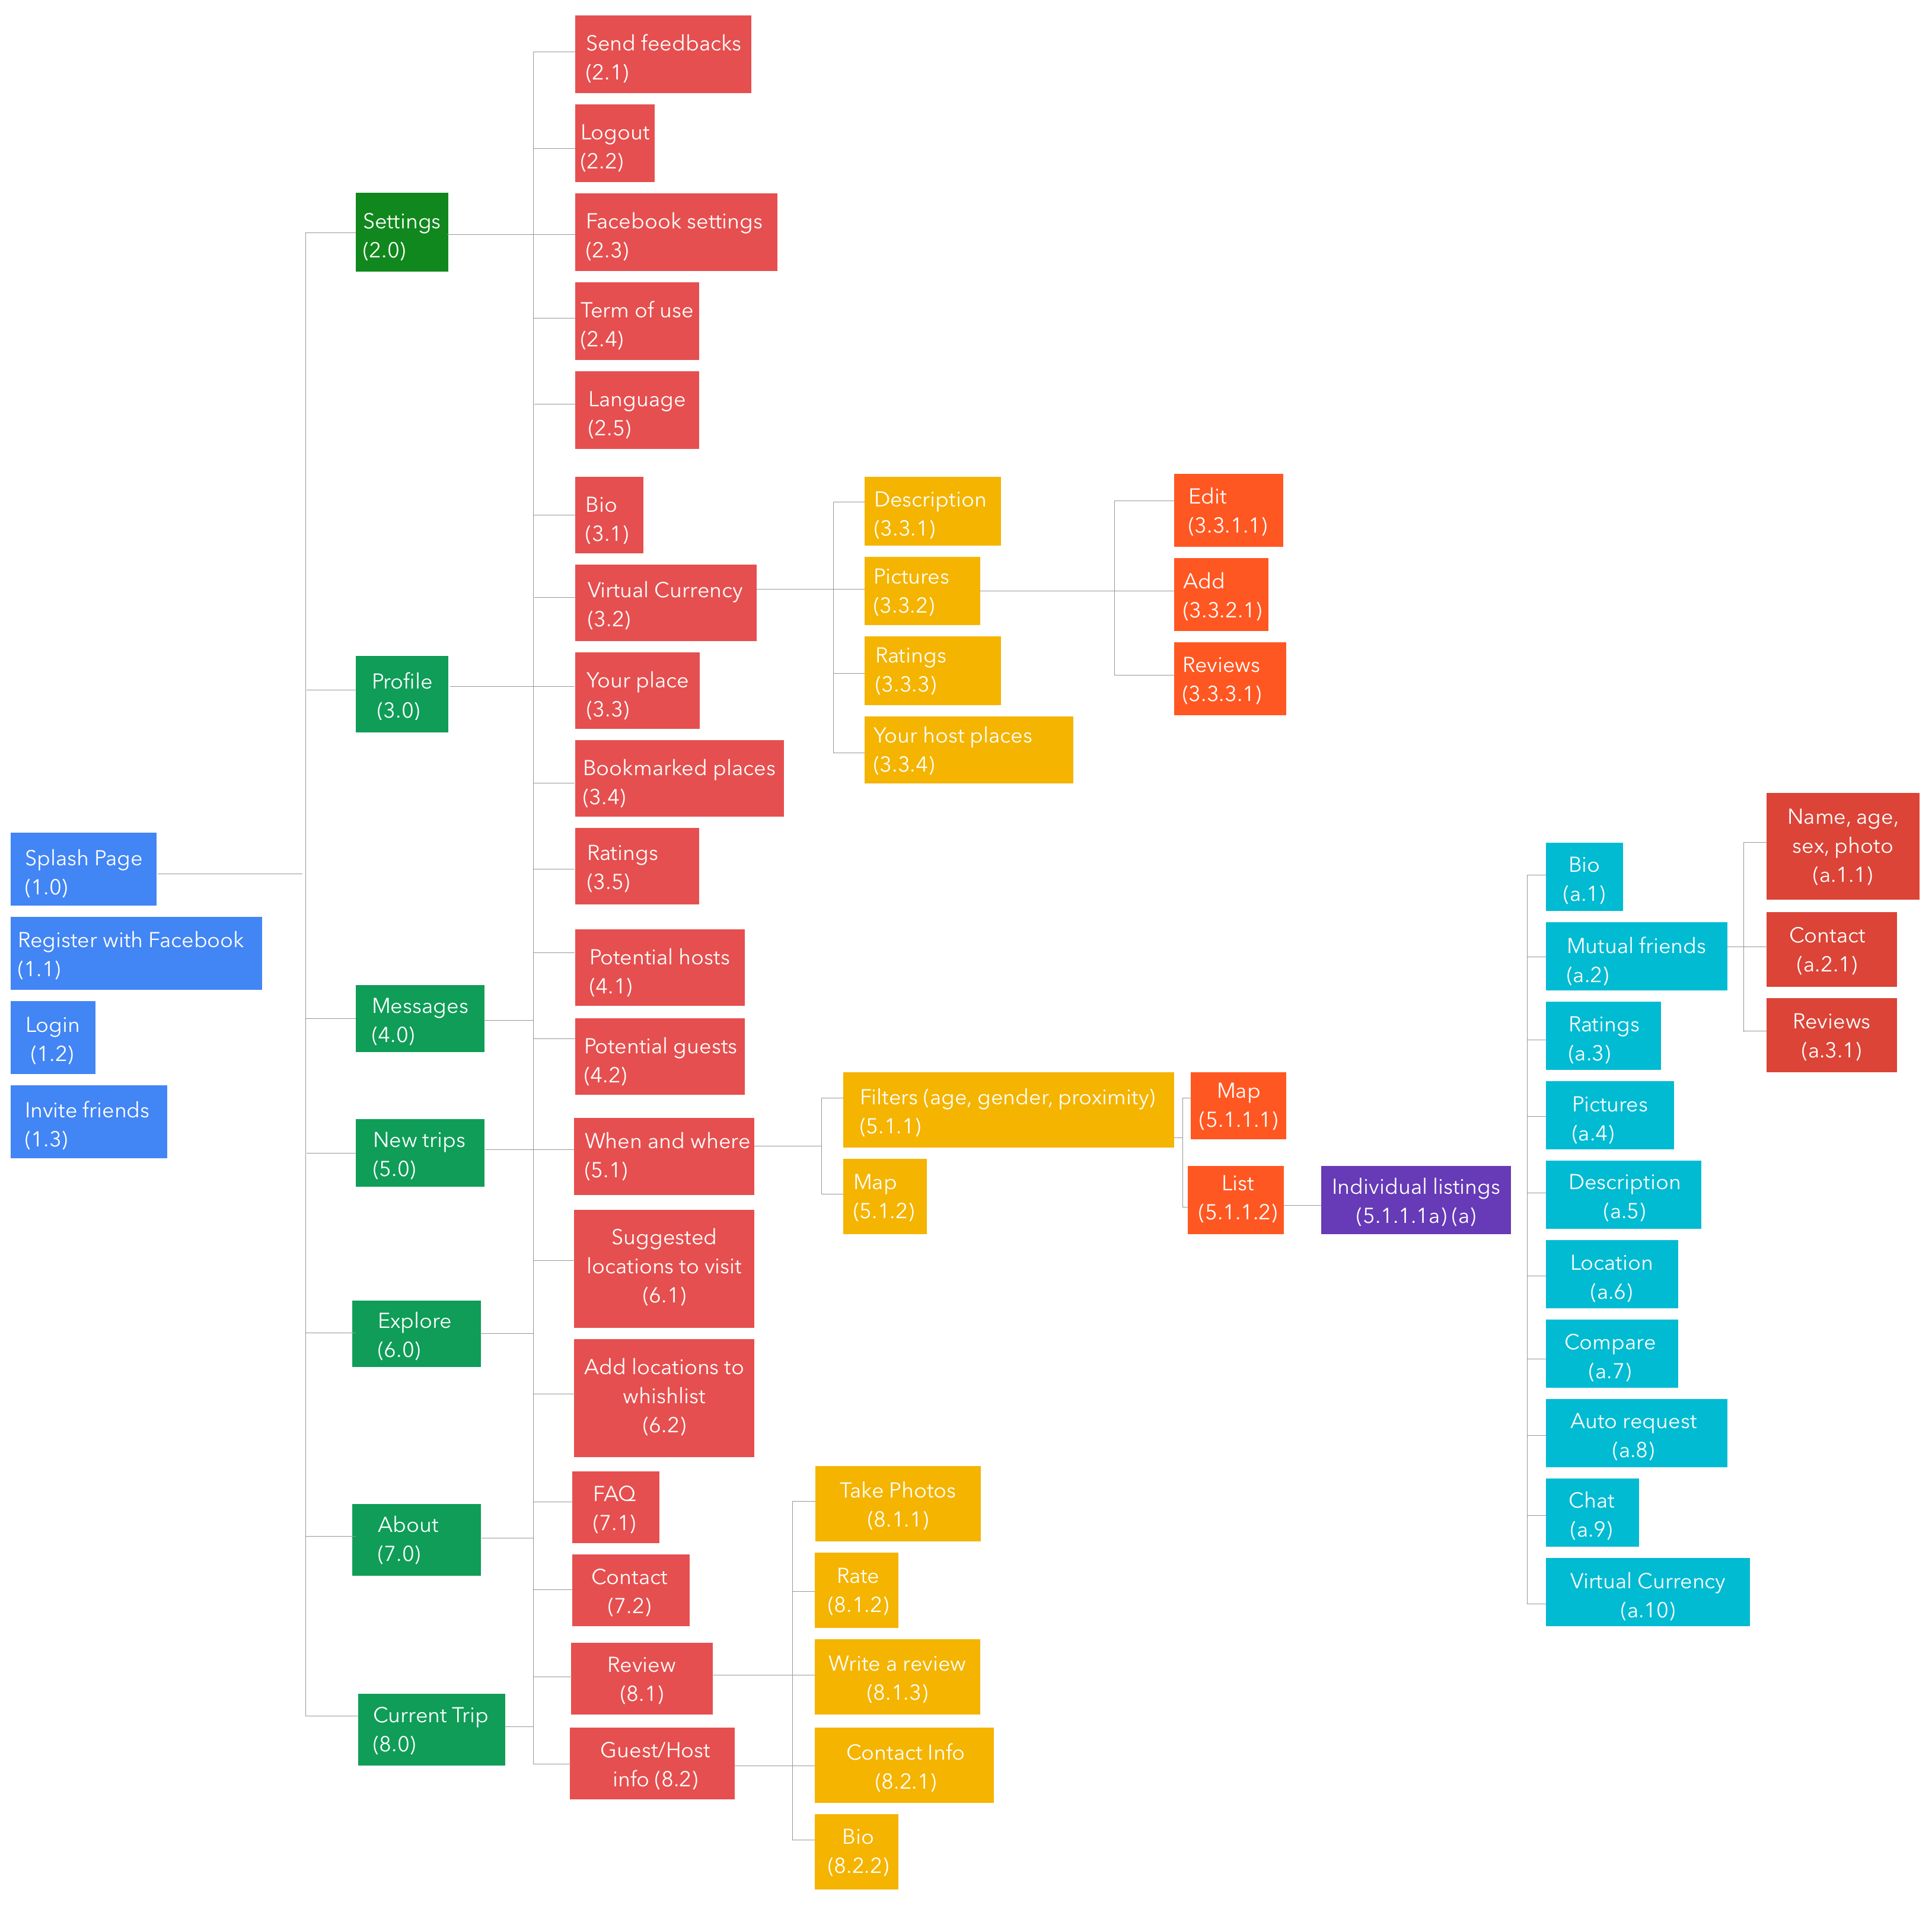 Splash Page
(1.0)
Register with Facebook
(1.1)
Login
(1.2)
Invite friends
(1.3)
Settings
(2.0)
Profile
(3.0)
Messages
(4.0)
New trips
(5.0)
Explore
(6.0)
About
(7.0)
Current Trip
(8.0)
Send feedbacks
(2.1)
Logout
(2.2)
Facebook settings
(2.3)
Term of use
(2.4)
Language
(2.5)
Bio
(3.1)
Virtual Currency
(3.2)
Your place
(3.3)
Bookmarked places
(3.4)
Ratings
(3.5)
Potential hosts
(4.1)
Potential guests
(4.2)
When and where
(5.1)
Suggested
locations to visit
(6.1)
Add locations to
whishlist
(6.2)
FAQ
(7.1)
Contact
(7.2)
Review
(8.1)
Guest/Host
info (8.2)
Description
(3.3.1)
Pictures
(3.3.2)
Ratings
(3.3.3)
Your host places
(3.3.4)
Filters (age, gender, proximity)
(5.1.1)
Map
(5.1.2)
Take Photos
(8.1.1)
Rate
(8.1.2)
Write a review
(8.1.3)
Contact Info
(8.2.1)
Bio
(8.2.2)
Edit
(3.3.1.1)
Add
(3.3.2.1)
Reviews
(3.3.3.1)
Map
(5.1.1.1)
List
(5.1.1.2)
Individual listings
(5.1.1.1a) (a)
Bio
(a.1)
Mutual friends
(a.2)
Ratings
(a.3)
Pictures
(a.4)
Description
(a.5)
Location
(a.6)
Compare
(a.7)
Auto request
(a.8)
Chat
(a.9)
Virtual Currency
(a.10)
Name, age,
sex, photo
(a.1.1)
Contact
(a.2.1)
Reviews
(a.3.1)